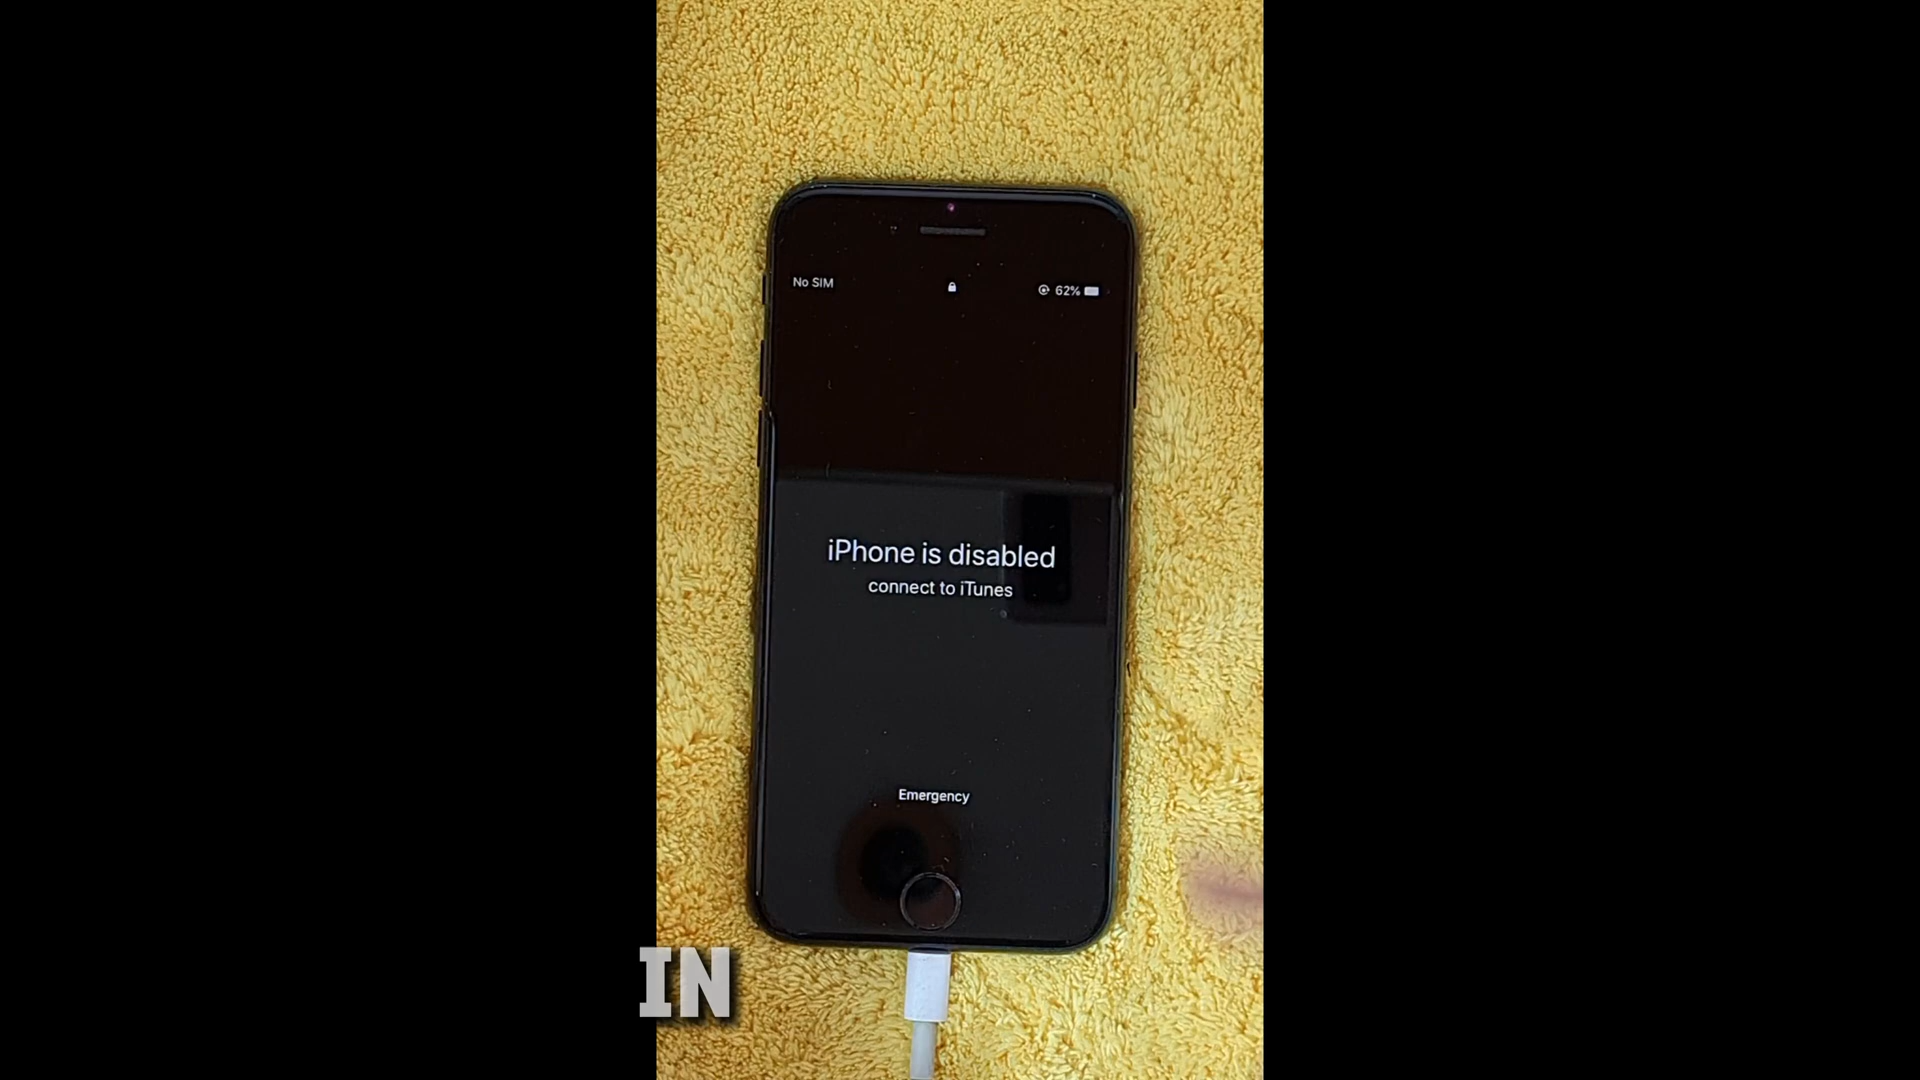 No SIM
62%
iPhone is disabled
connect to iTunes
Emergency
IN